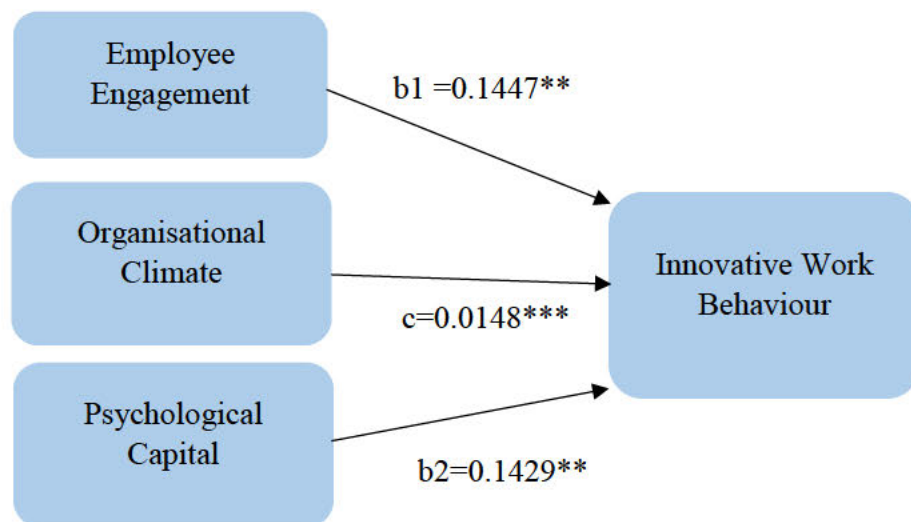 Employee
Engagement
b1 =0.1447**
Organisational
Climate
c=0.0148***
Innovative Work
Behaviour
Psychological
Capital
b2=0.1429**